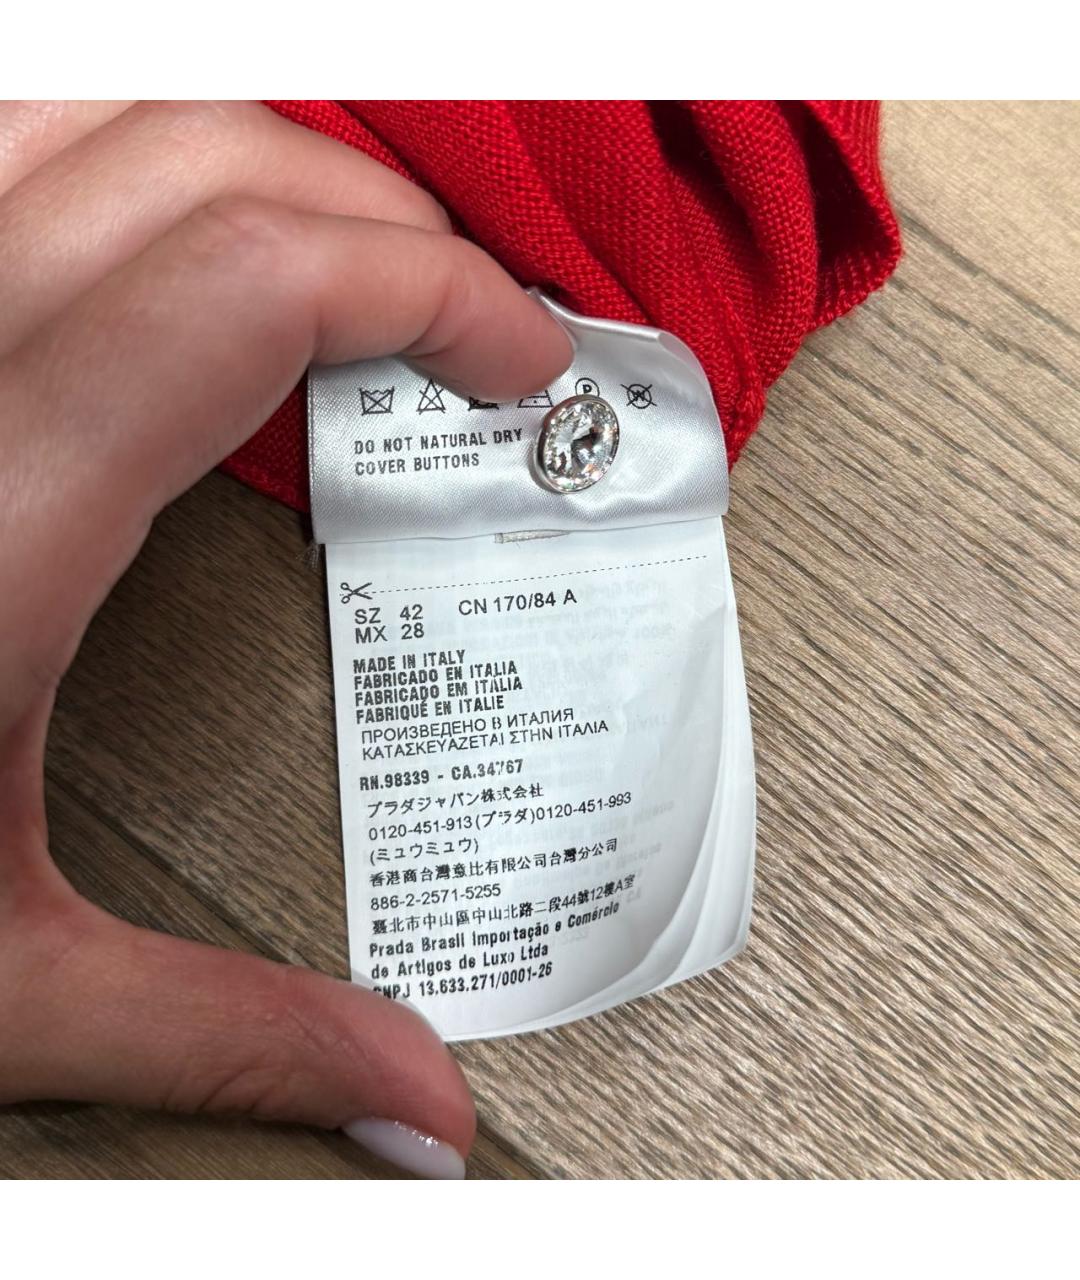 P W
DO NOT NATURAL DRY
COVER BUTTONS
SZ 42 CN 170/84 A
MX 28
MADE IN ITALY
FABRICADO EN ITALIA
FABRICADO EM ITÁLIA
FABRIQUÉ EN ITALIE
ПРОИЗВЕДЕНО В ИТАЛИЯ
ΚΑΤΑΣΚΕΥΑΖΕΤΑΙ ΣΤΗΝ ΙΤΑΛΙΑ
RN.98339 - CA.34767
プラダジャパン株式会社
0120-451-913(プラダ)0120-451-993
(ミュウミュウ)
香港商台灣意比有限公司台灣分公司
886-2-2571-5255
臺北市中山區中山北路二段44號12樓A室
Prada Brasil Importação e Comércio
de Artigos de Luxo Ltda
CNPJ 13.633.271/0001-26